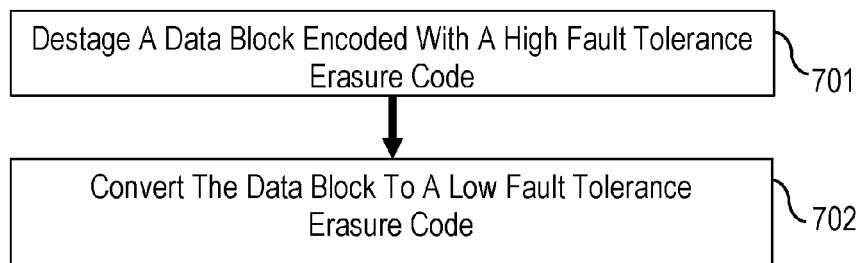 Destage A Data Block Encoded With A High Fault Tolerance
Erasure Code
701
Convert The Data Block To A Low Fault Tolerance
Erasure Code
702